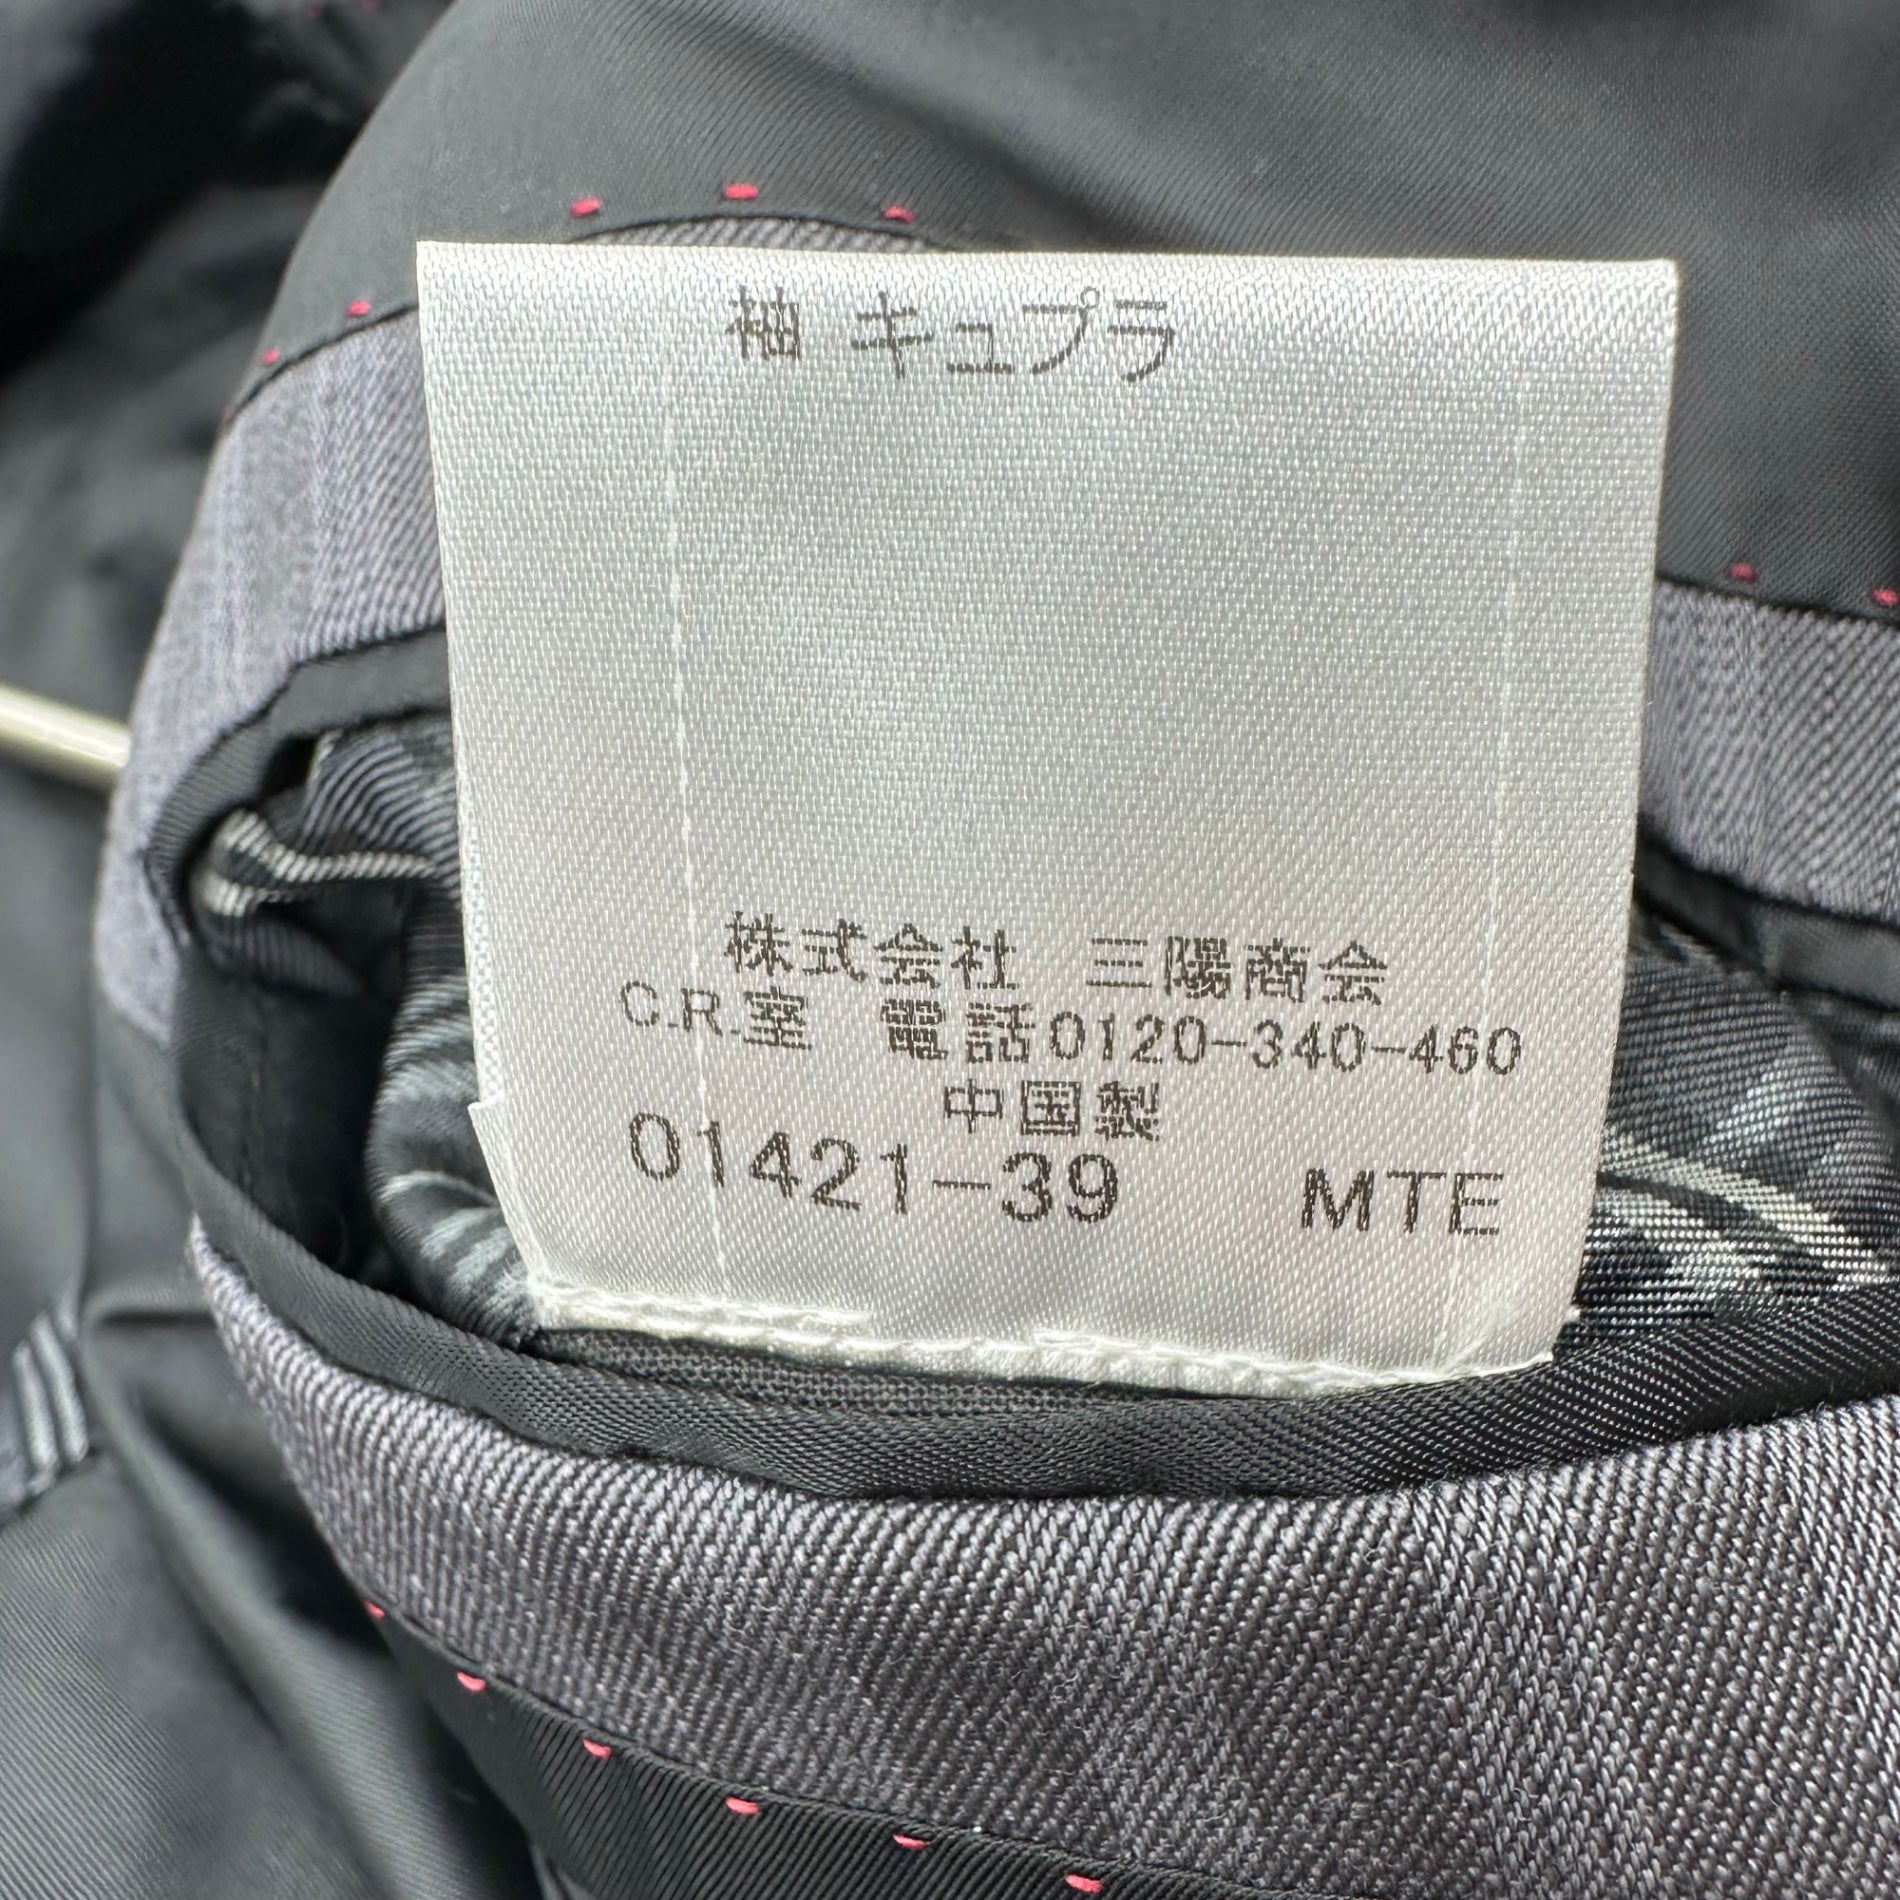 袖 キュプラ
株式会社 三陽商会
C.R.室 電話0120-340-460
中国製
01421-39 MTE